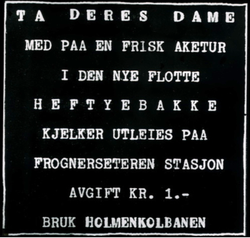 TA DERES DAME
MED PAA EN FRISK AKETUR
I DEN NYE FLOTTE
HEFTYEBAKKE
KJELKER UTLEIES PAA
FROGNERSETEREN STASJON
AVGIFT KR. 1.-
BRUK HOLMENKOLBANEN